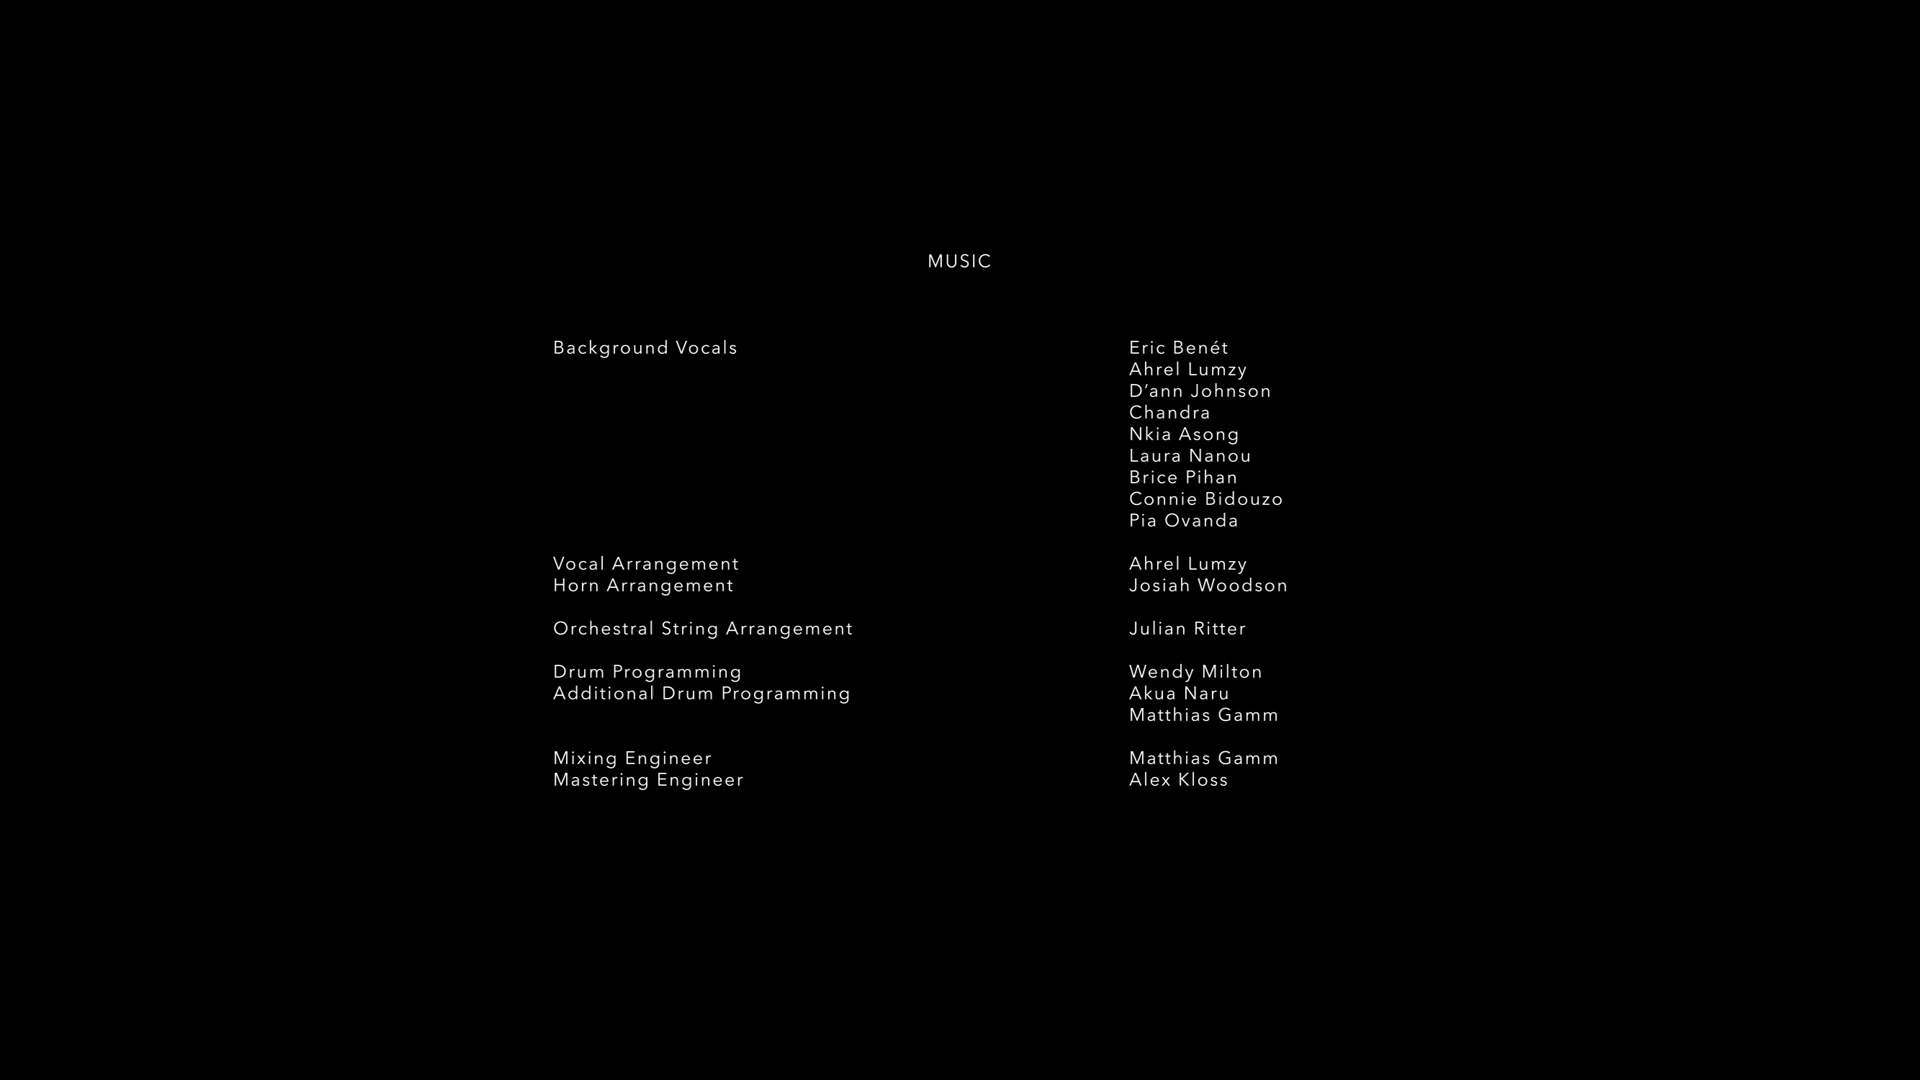 MUSIC
Background Vocals Eric Benét
Ahrel Lumzy
D’ann Johnson
Chandra
Nkia Asong
Laura Nanou
Brice Pihan
Connie Bidouzo
Pia Ovanda
Vocal Arrangement Ahrel Lumzy
Horn Arrangement Josiah Woodson
Orchestral String Arrangement Julian Ritter
Drum Programming Wendy Milton
Additional Drum Programming Akua Naru
Matthias Gamm
Mixing Engineer Matthias Gamm
Mastering Engineer Alex Kloss